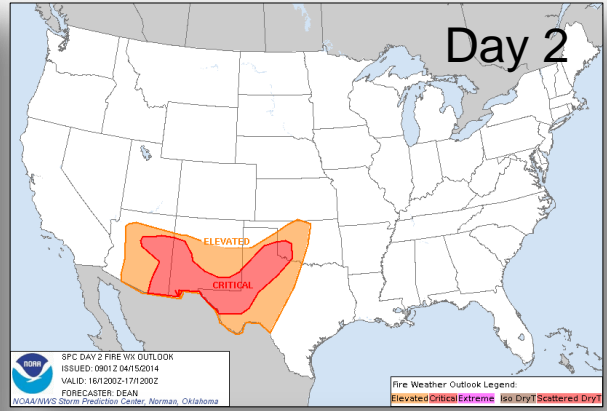 Day 2
ELEVATED
CRITICAL
NOAA
SPC DAY 2 FIRE WX OUTLOOK
ISSUED: 0901Z 04/15/2014
VALID: 16/1200Z-17/1200Z
FORECASTER: DEAN
NOAA/NWS Storm Prediction Center, Norman, Oklahoma
Fire Weather Outlook Legend:
Elevated Critical Extreme Iso DryT Scattered DryT